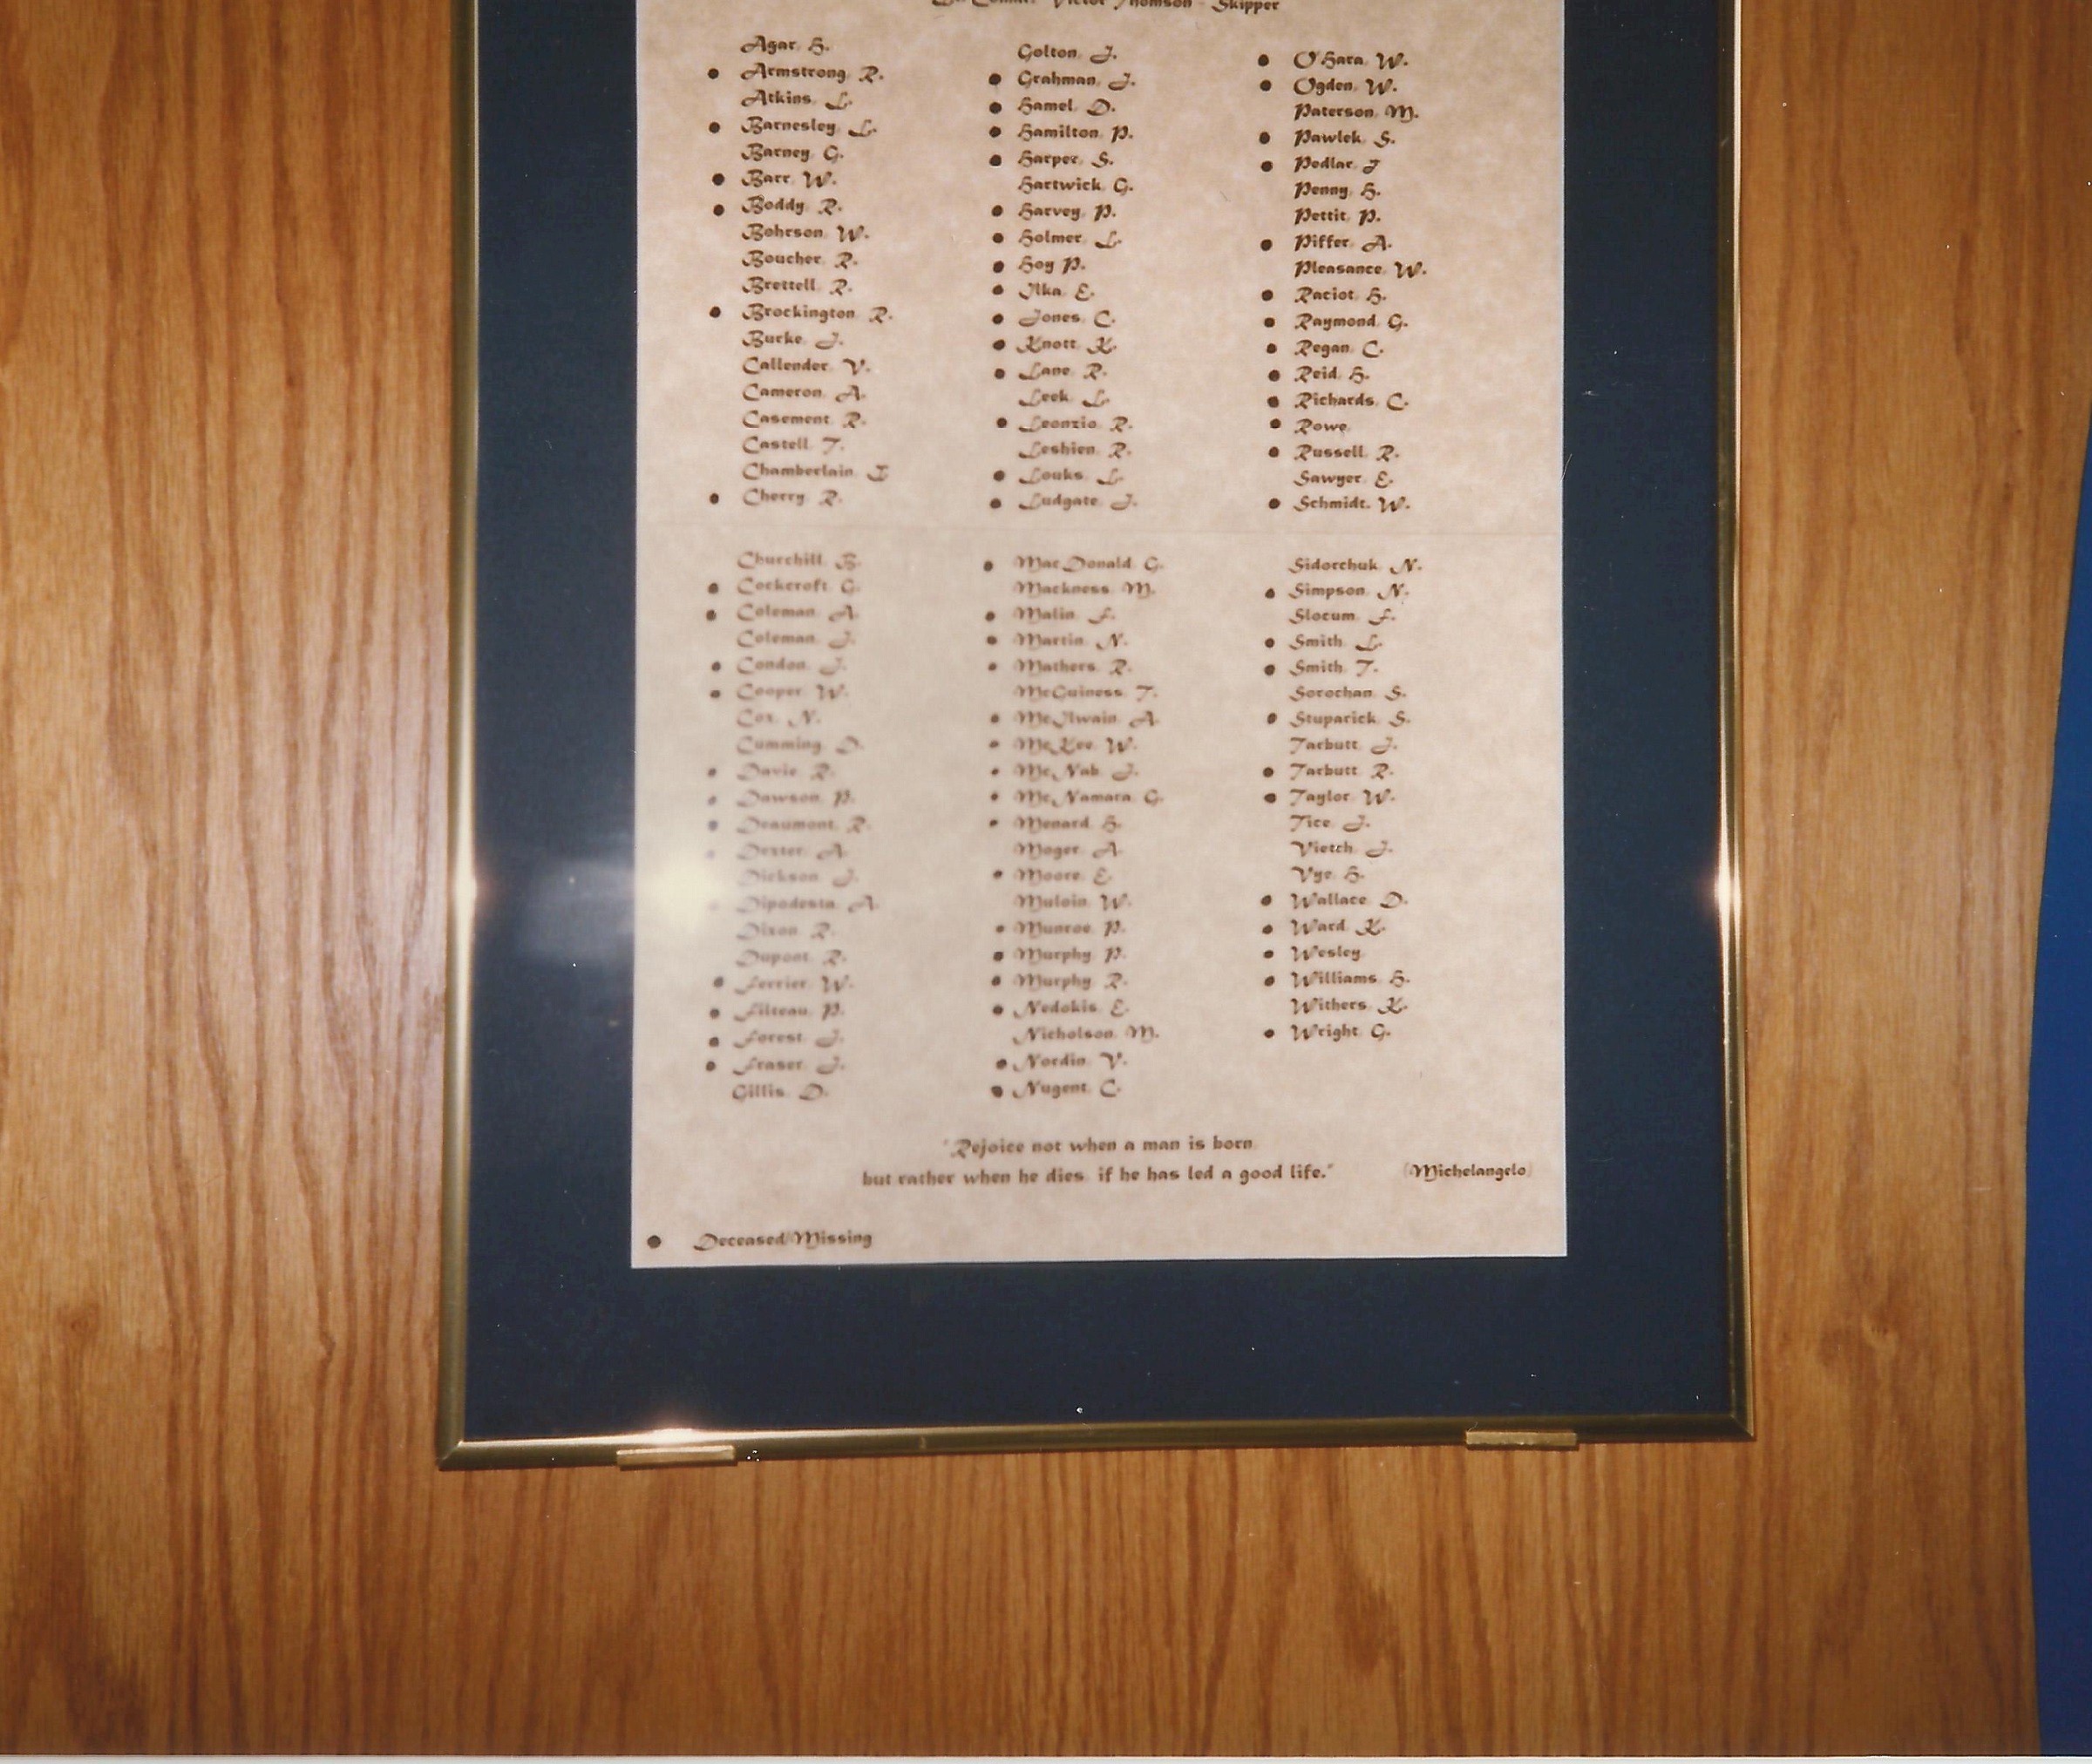 Victor Thomson - Skipper
Agar, H.
• Armstrong, R.
Atkins, L.
• Barnesley, L.
Barney, G.
• Barr, W.
• Boddy, R.
Bohrson, W.
Boucher, R.
Brettell, R.
• Brockington, R.
Burke, J.
Callender, V.
Cameron, A.
Casement, R.
Castell, T.
Chamberlain, I
• Cherry, R.
Churchill, B.
• Cockcroft, G.
• Coleman, A.
Coleman, J.
• Condon, J.
• Cooper, W.
Cox, N.
Cumming, D.
• Davie, R.
• Dawson, P.
• Deaumont, R.
• Dexter, A.
Dickson, J.
• Dipodesta, A.
Dixon, R.
Dupont, R.
• Ferrier, W.
• Filteau, P.
• Forest, J.
• Fraser, J.
Gillis, D.
Golton, J.
• Grahman, J.
• Hamel, D.
• Hamilton, P.
• Harper, S.
Hartwick, G.
• Harvey, P.
• Holmer, L.
• Hoy P.
• Ilka, E.
• Jones, C.
• Knott, K.
• Lane, R.
Leek, L.
• Leonzio, R.
Leshien, R.
• Louks, L.
• Ludgate, J.
• MacDonald, G.
Mackness, M.
• Malin, F.
• Martin, N.
• Mathers, R.
McGuiness, T.
• McIlwain, A.
• McKee, W.
• McNab, J.
• McNamara, G.
• Menard, H.
Moger, A.
• Moore, E.
Muloin, W.
• Munroe, P.
• Murphy, P.
• Murphy, R.
• Nedokis, E.
Nicholson, M.
• Nordin, V.
• Nugent, C.
• O'Hara, W.
• Ogden, W.
Paterson, M.
• Pawlek, S.
• Pedlar, J
Penny, H.
Pettit, P.
• Piffer, A.
Pleasance, W.
• Raciot, H.
• Raymond, G.
• Regan, C.
• Reid, H.
• Richards, C.
• Rowe,
• Russell, R.
Sawyer, E.
• Schmidt, W.
Sidorchuk, N.
• Simpson, N.
Slocum, F.
• Smith, L.
• Smith, T.
Sorochan, S.
• Stuparick, S.
Tarbutt, J.
• Tarbutt, R.
• Taylor, W.
Tice, J.
Vietch, J.
Vye, H.
• Wallace, D.
• Ward, K.
• Wesley,
• Williams, H.
Withers, K.
• Wright, G.
"Rejoice not when a man is born,
but rather when he dies, if he has led a good life." (Michelangelo)
• Deceased/Missing